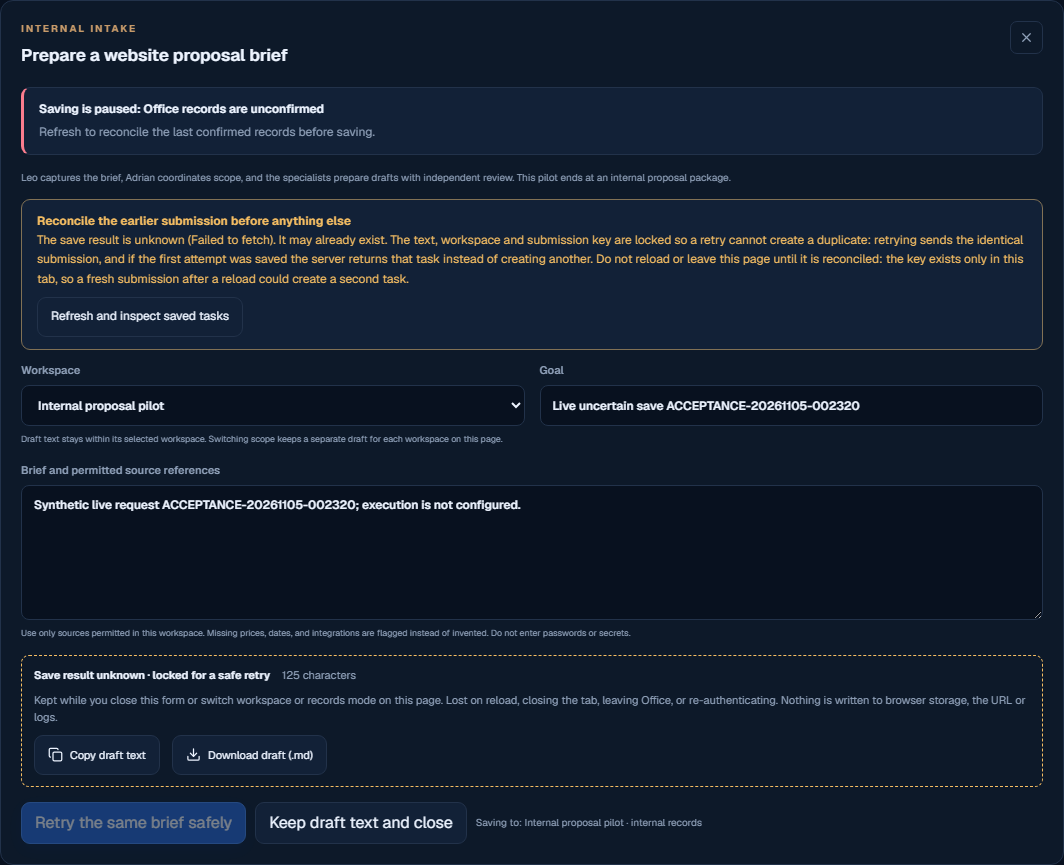 INTERNAL INTAKE
Prepare a website proposal brief
Saving is paused: Office records are unconfirmed
Refresh to reconcile the last confirmed records before saving.
Leo captures the brief, Adrian coordinates scope, and the specialists prepare drafts with independent review. This pilot ends at an internal proposal package.
Reconcile the earlier submission before anything else
The save result is unknown (Failed to fetch). It may already exist. The text, workspace and submission key are locked so a retry cannot create a duplicate: retrying sends the identical
submission, and if the first attempt was saved the server returns that task instead of creating another. Do not reload or leave this page until it is reconciled: the key exists only in this
tab, so a fresh submission after a reload could create a second task.
Refresh and inspect saved tasks
Workspace
Goal
Internal proposal pilot
Live uncertain save ACCEPTANCE-20261105-002320
Draft text stays within its selected workspace. Switching scope keeps a separate draft for each workspace on this page.
Brief and permitted source references
Synthetic live request ACCEPTANCE-20261105-002320; execution is not configured.
Use only sources permitted in this workspace. Missing prices, dates, and integrations are flagged instead of invented. Do not enter passwords or secrets.
Save result unknown · locked for a safe retry 125 characters
Kept while you close this form or switch workspace or records mode on this page. Lost on reload, closing the tab, leaving Office, or re-authenticating. Nothing is written to browser storage, the URL or
logs.
Copy draft text
Download draft (.md)
Retry the same brief safely
Keep draft text and close
Saving to: Internal proposal pilot · internal records